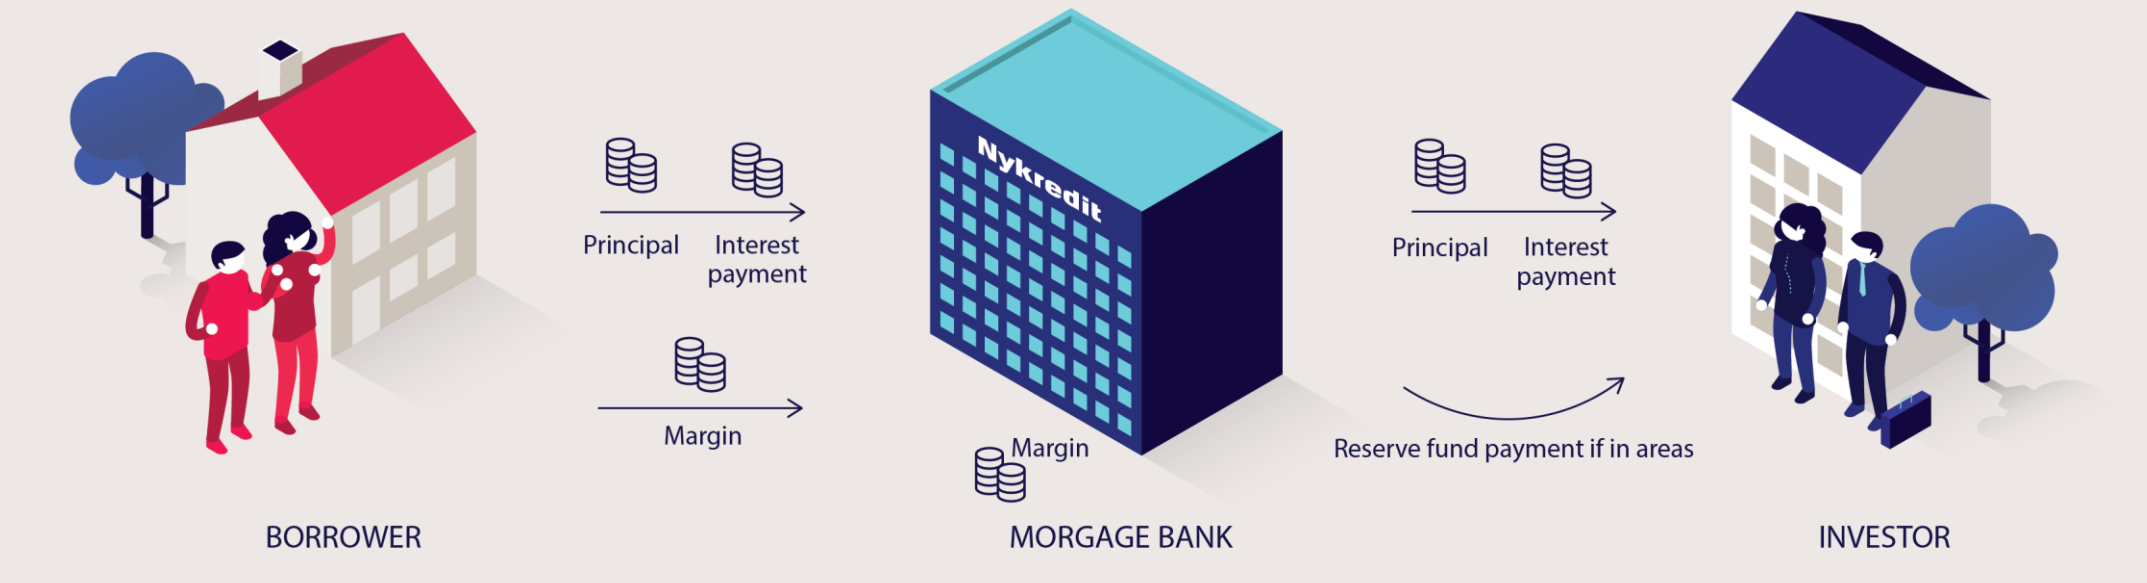 Nykredit
Principal
Interest
payment
Margin
Principal
Interest
payment
Margin
Reserve fund payment if in areas
BORROWER
MORGAGE BANK
INVESTOR